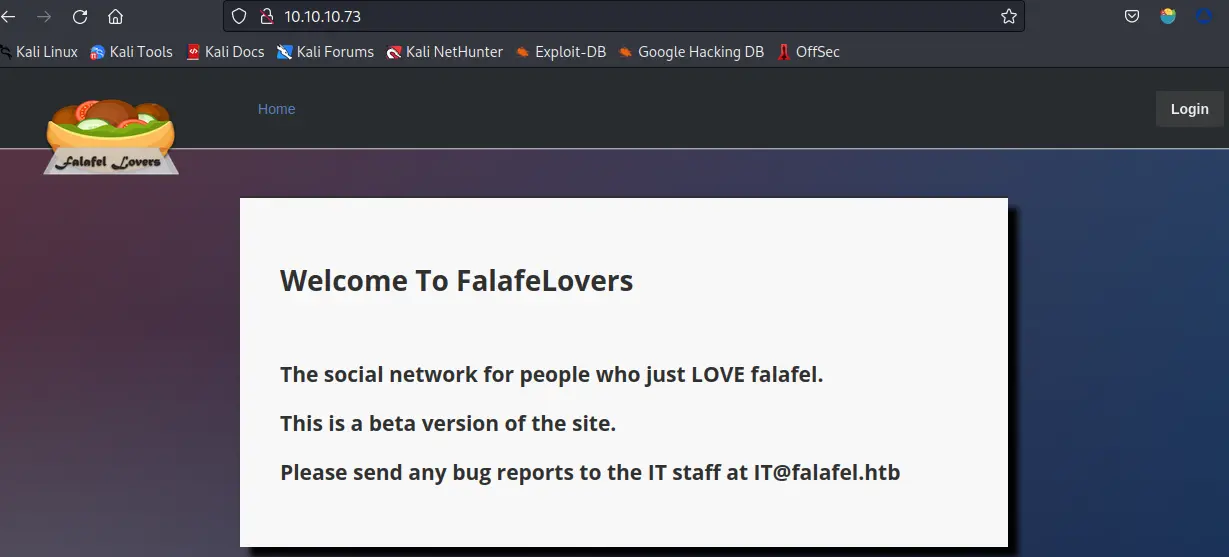 10.10.10.73
Kali Linux Kali Tools Kali Docs Kali Forums Kali NetHunter Exploit-DB Google Hacking DB OffSec
Falafel Lovers
Home
Login
Welcome To FalafeLovers
The social network for people who just LOVE falafel.
This is a beta version of the site.
Please send any bug reports to the IT staff at IT@falafel.htb